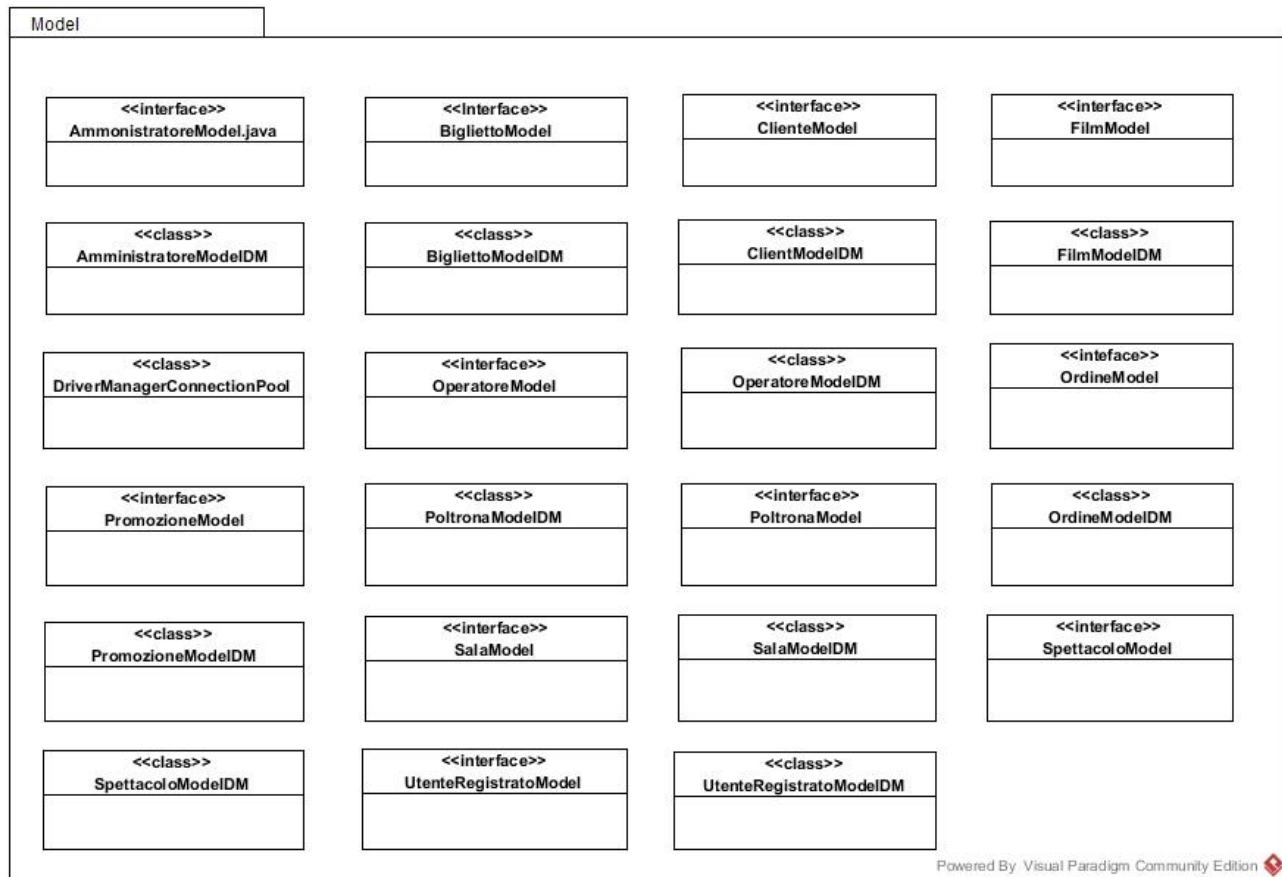 Model
<<interface>>
AmmonistratoreModel.java
<<Interface>>
BigliettoModel
<<interface>>
ClienteModel
<<interface>>
FilmModel
<<class>>
AmministratoreModelDM
<<class>>
BigliettoModelDM
<<class>>
ClientModelDM
<<class>>
FilmModelDM
<<class>>
DriverManagerConnectionPool
<<interface>>
OperatoreModel
<<class>>
OperatoreModelDM
<<inteface>>
OrdineModel
<<interface>>
PromozioneModel
<<class>>
PoltronaModelDM
<<interface>>
PoltronaModel
<<class>>
OrdineModelDM
<<class>>
PromozioneModelDM
<<interface>>
SalaModel
<<class>>
SalaModelDM
<<interface>>
SpettacoloModel
<<class>>
SpettacoloModelDM
<<interface>>
UtenteRegistratoModel
<<class>>
UtenteRegistratoModelDM
Powered By Visual Paradigm Community Edition